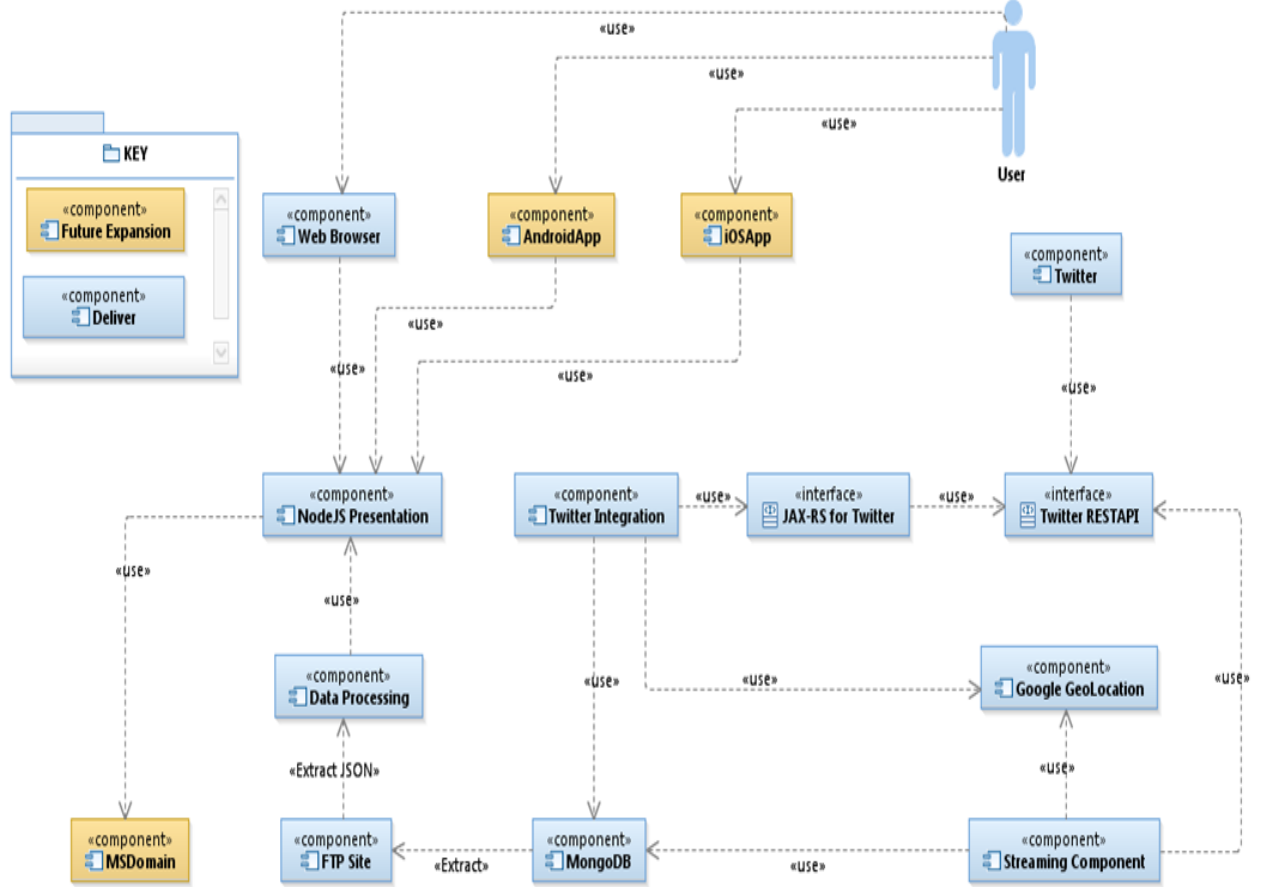 «use»
«use»
«use»
User
KEY
«component»
Future Expansion
«component»
Deliver
«component»
Web Browser
«component»
AndroidApp
«component»
iOSApp
«component»
Twitter
«use»
«use»
«use»
«use»
«component»
NodeJS Presentation
«component»
Twitter Integration
«use»
«interface»
JAX-RS for Twitter
«use»
«interface»
Twitter RESTAPI
«use»
«use»
«component»
Data Processing
«use»
«use»
«component»
Google GeoLocation
«use»
«Extract JSON»
«use»
«component»
MSDomain
«component»
FTP Site
«Extract»
«component»
MongoDB
«use»
«component»
Streaming Component